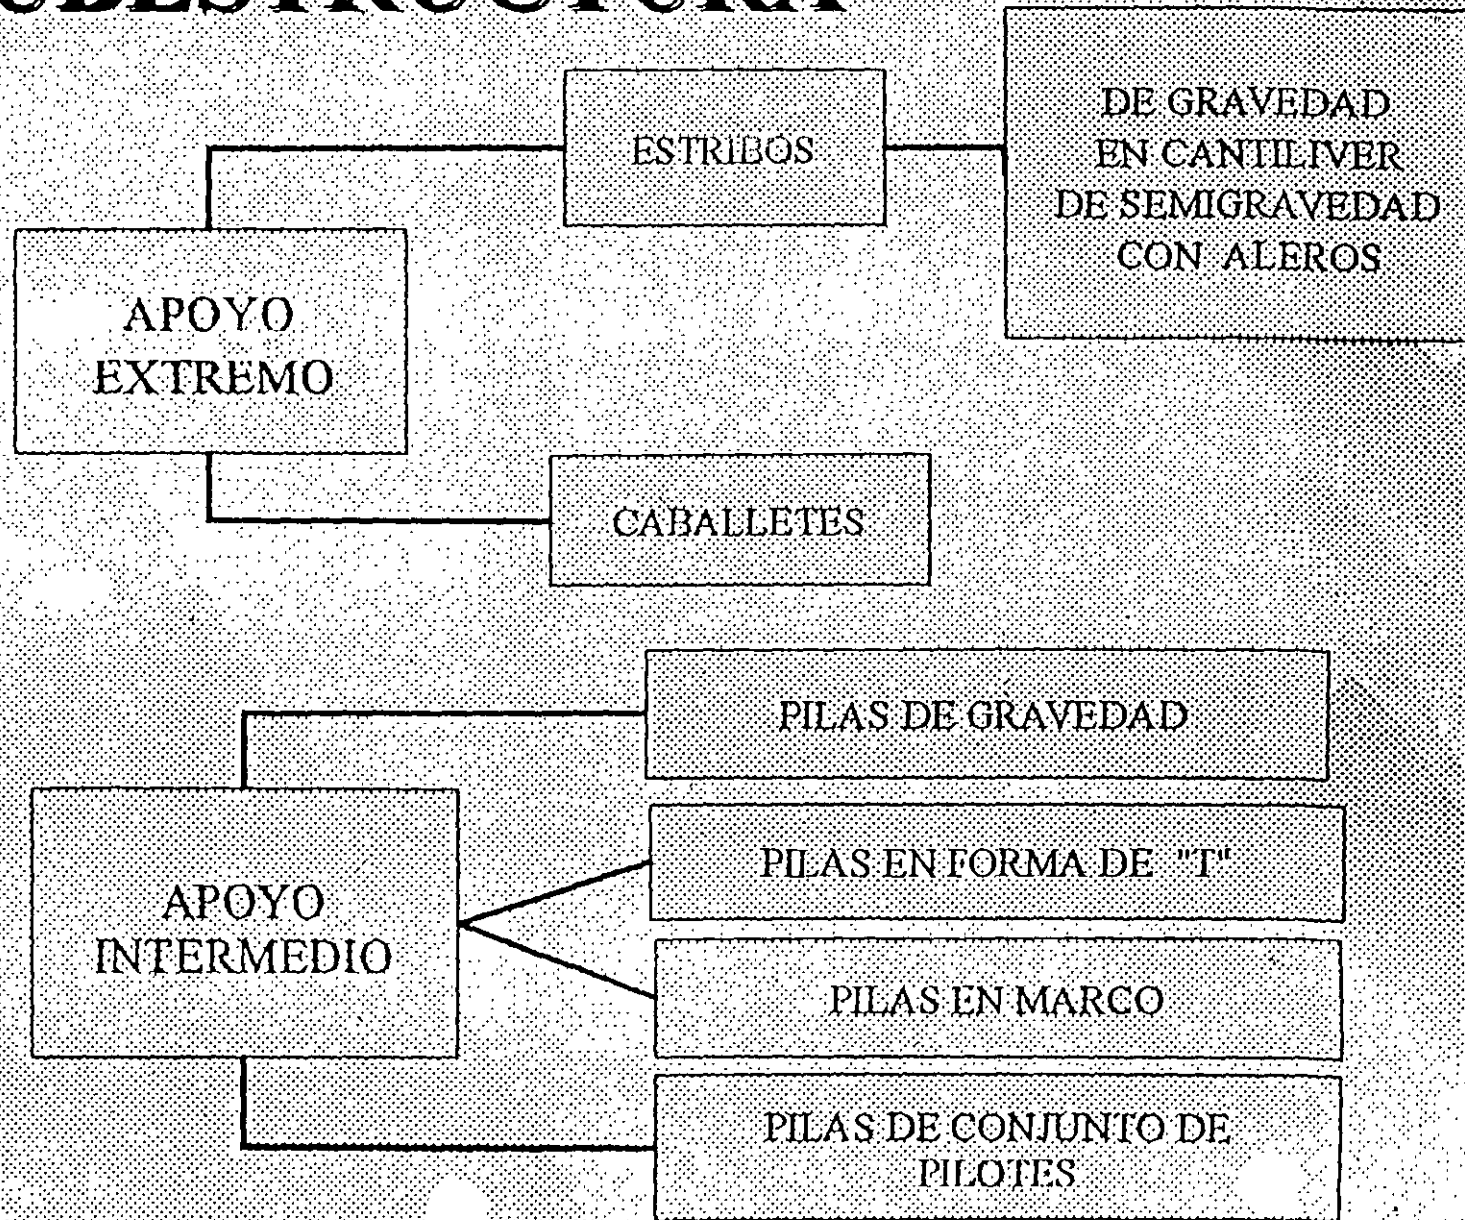 UBESTRUCTURA
ESTRIBOS
DE GRAVEDAD
EN CANTILIVER
DE SEMIGRAVEDAD
CON ALEROS
APOYO
EXTREMO
CABALLETES
PILAS DE GRAVEDAD
PILAS EN FORMA DE "T"
APOYO
INTERMEDIO
PILAS EN MARCO
PILAS DE CONJUNTO DE
PILOTES